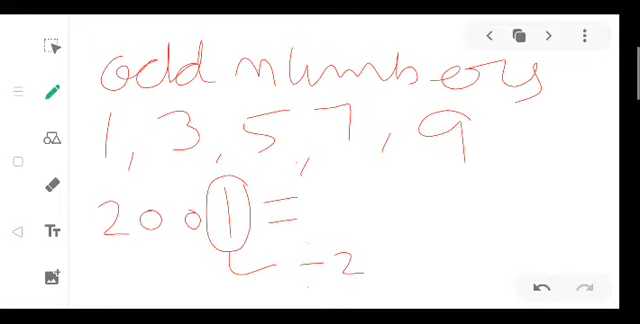 odd numbers
1, 3, 5, 7, 9
2001 =
- 2